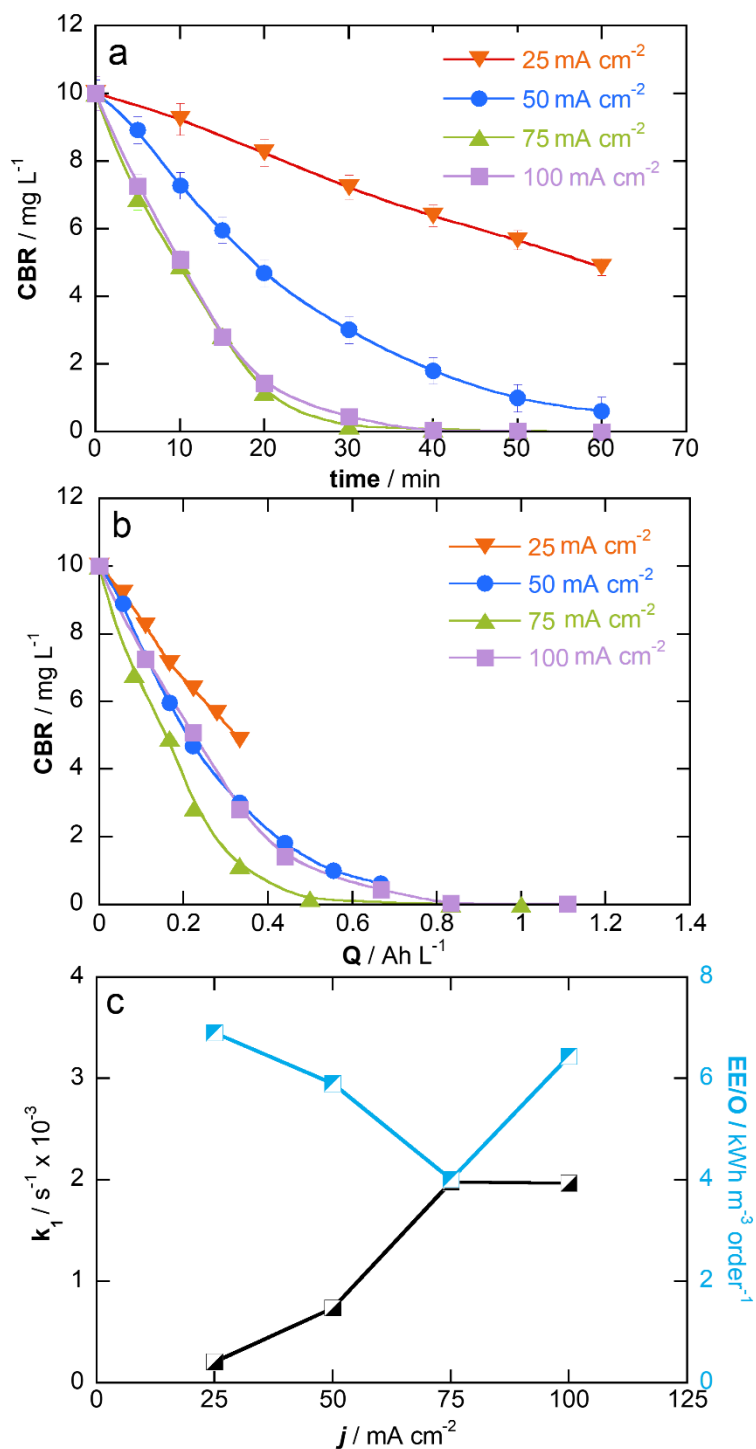 a
25 mA cm⁻²
50 mA cm⁻²
75 mA cm⁻²
100 mA cm⁻²
12
10
8
6
4
2
0
CBR / mg L⁻¹
0 10 20 30 40 50 60 70
time / min
b
25 mA cm⁻²
50 mA cm⁻²
75 mA cm⁻²
100 mA cm⁻²
12
10
8
6
4
2
0
CBR / mg L⁻¹
0 0.2 0.4 0.6 0.8 1 1.2 1.4
Q / Ah L⁻¹
c
4
3
2
1
0
k₁ / s⁻¹ x 10⁻³
8
6
4
2
0
EE/O / kWh m⁻³ order⁻¹
0 25 50 75 100 125
j / mA cm⁻²